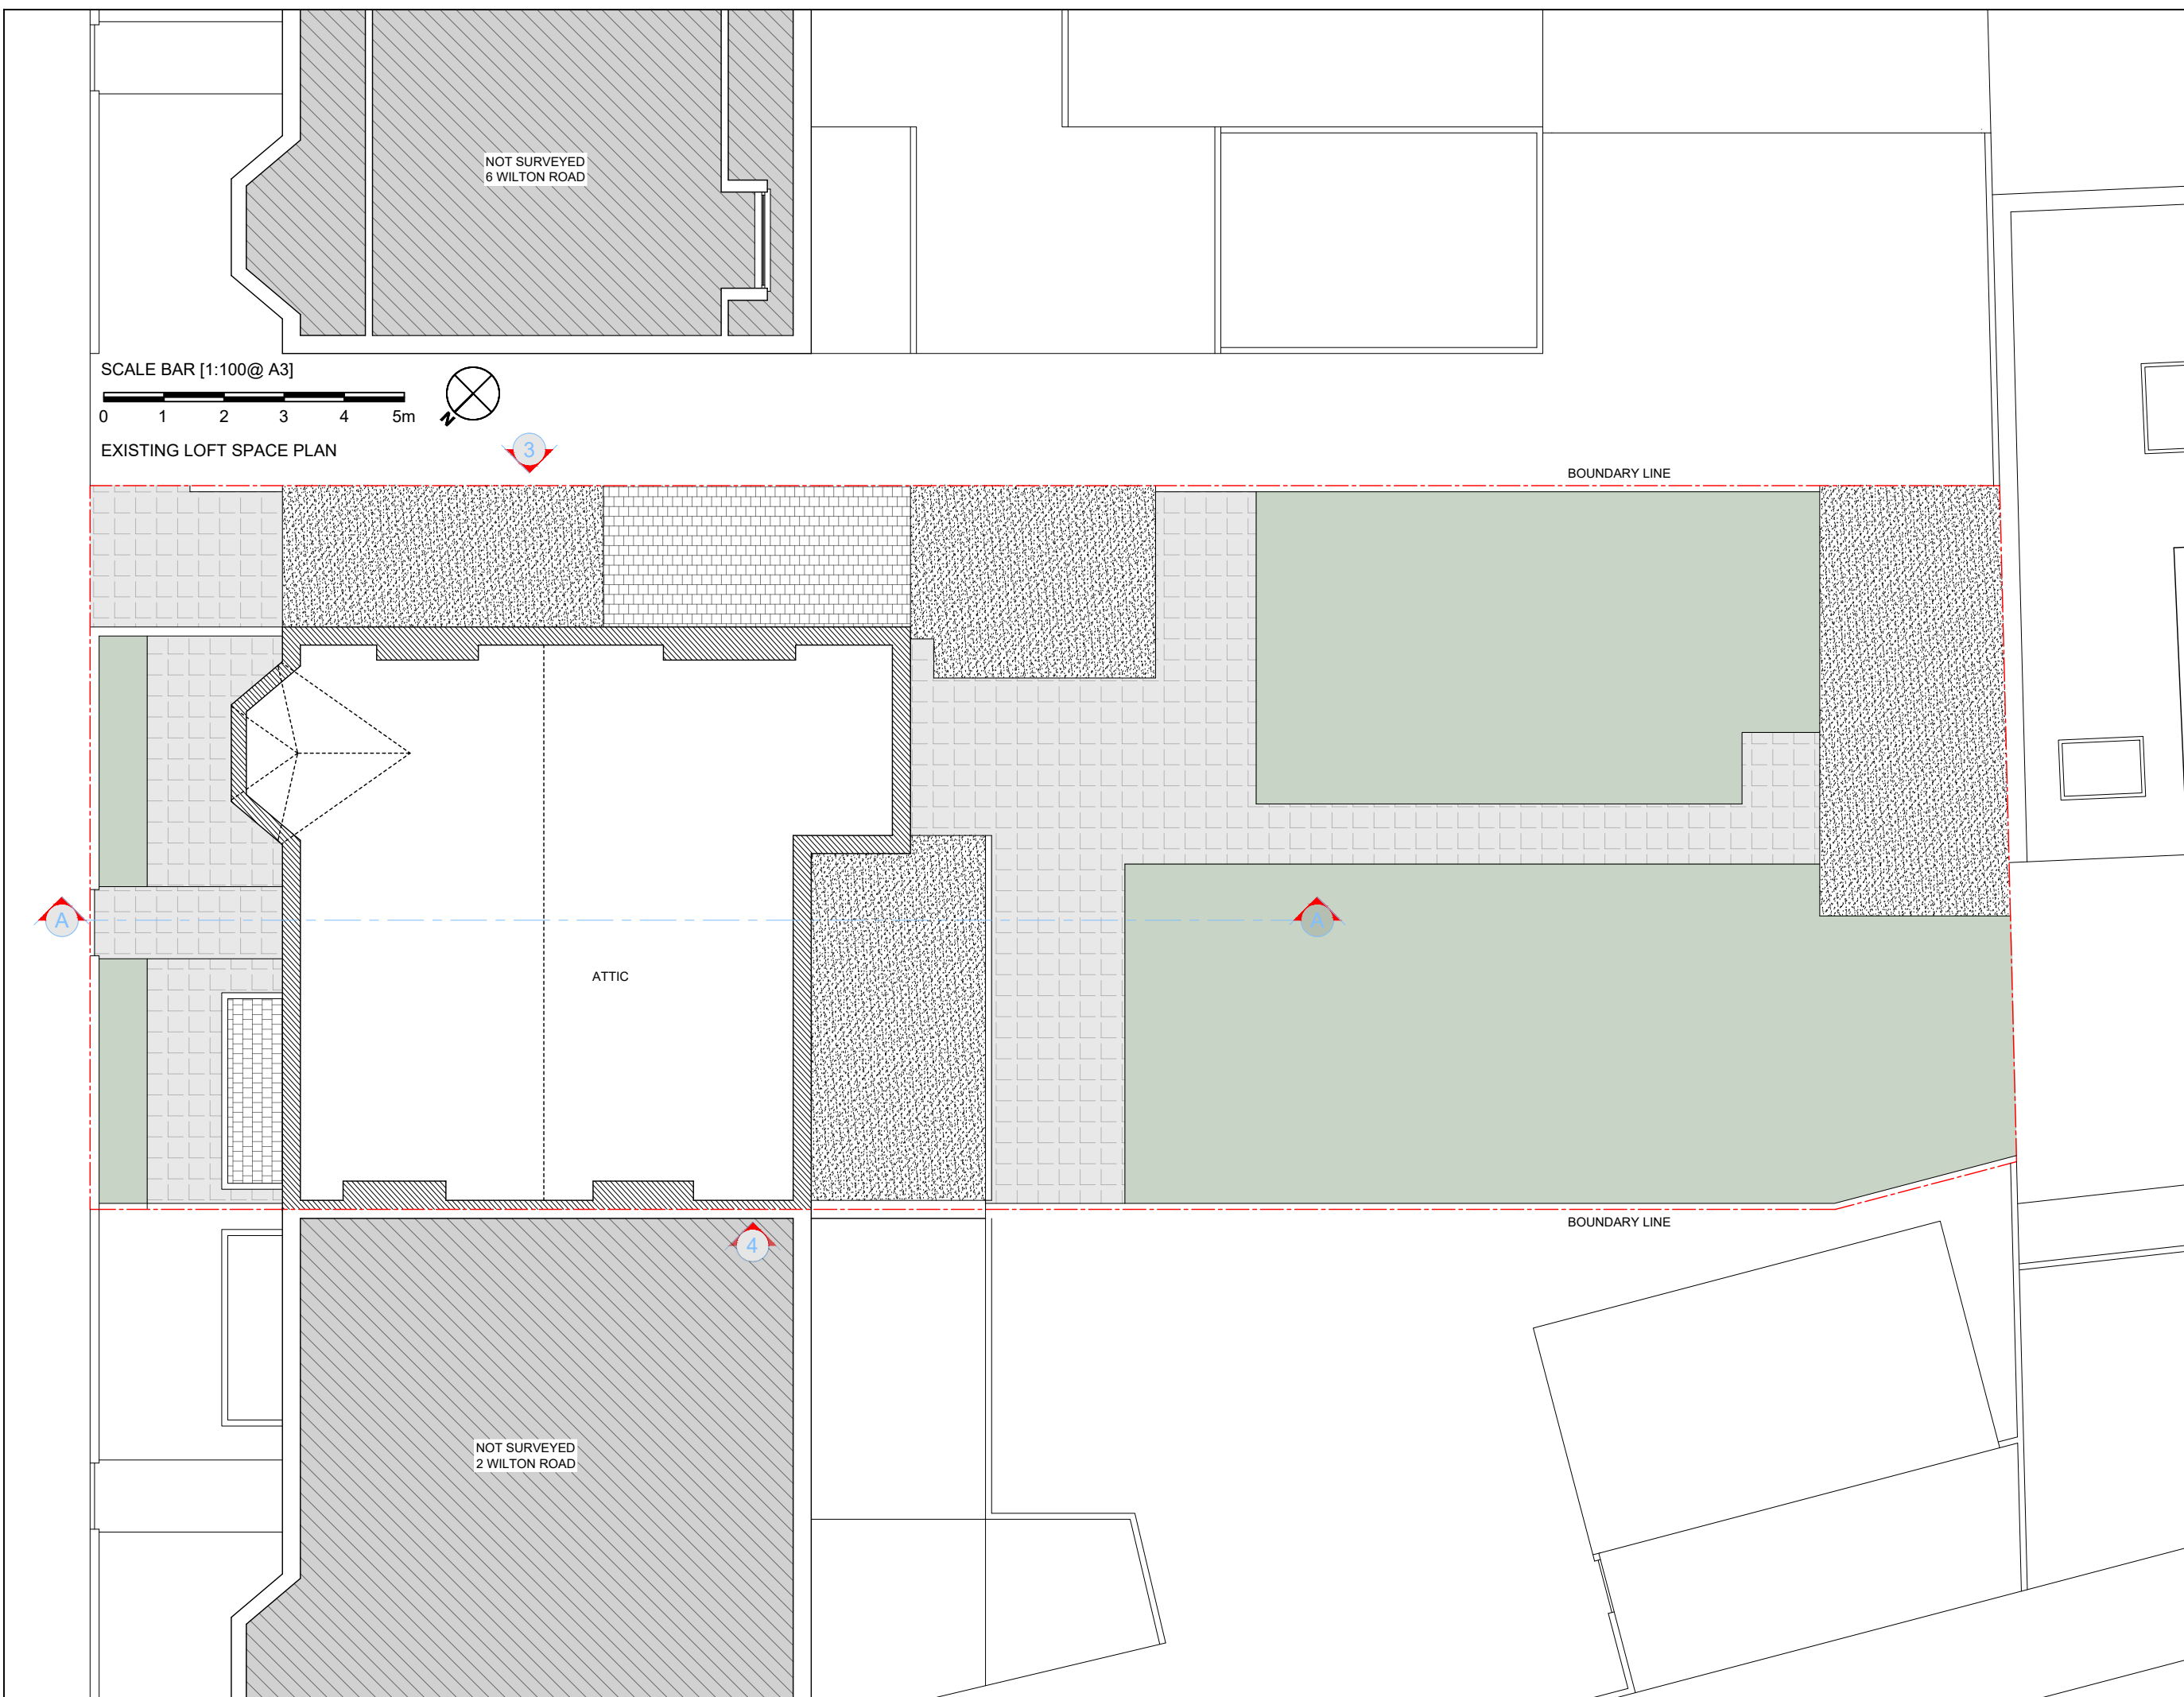 NOT SURVEYED
6 WILTON ROAD
SCALE BAR [1:100@ A3]
0 1 2 3 4 5m
N
EXISTING LOFT SPACE PLAN
3
BOUNDARY LINE
A
A
ATTIC
4
BOUNDARY LINE
NOT SURVEYED
2 WILTON ROAD